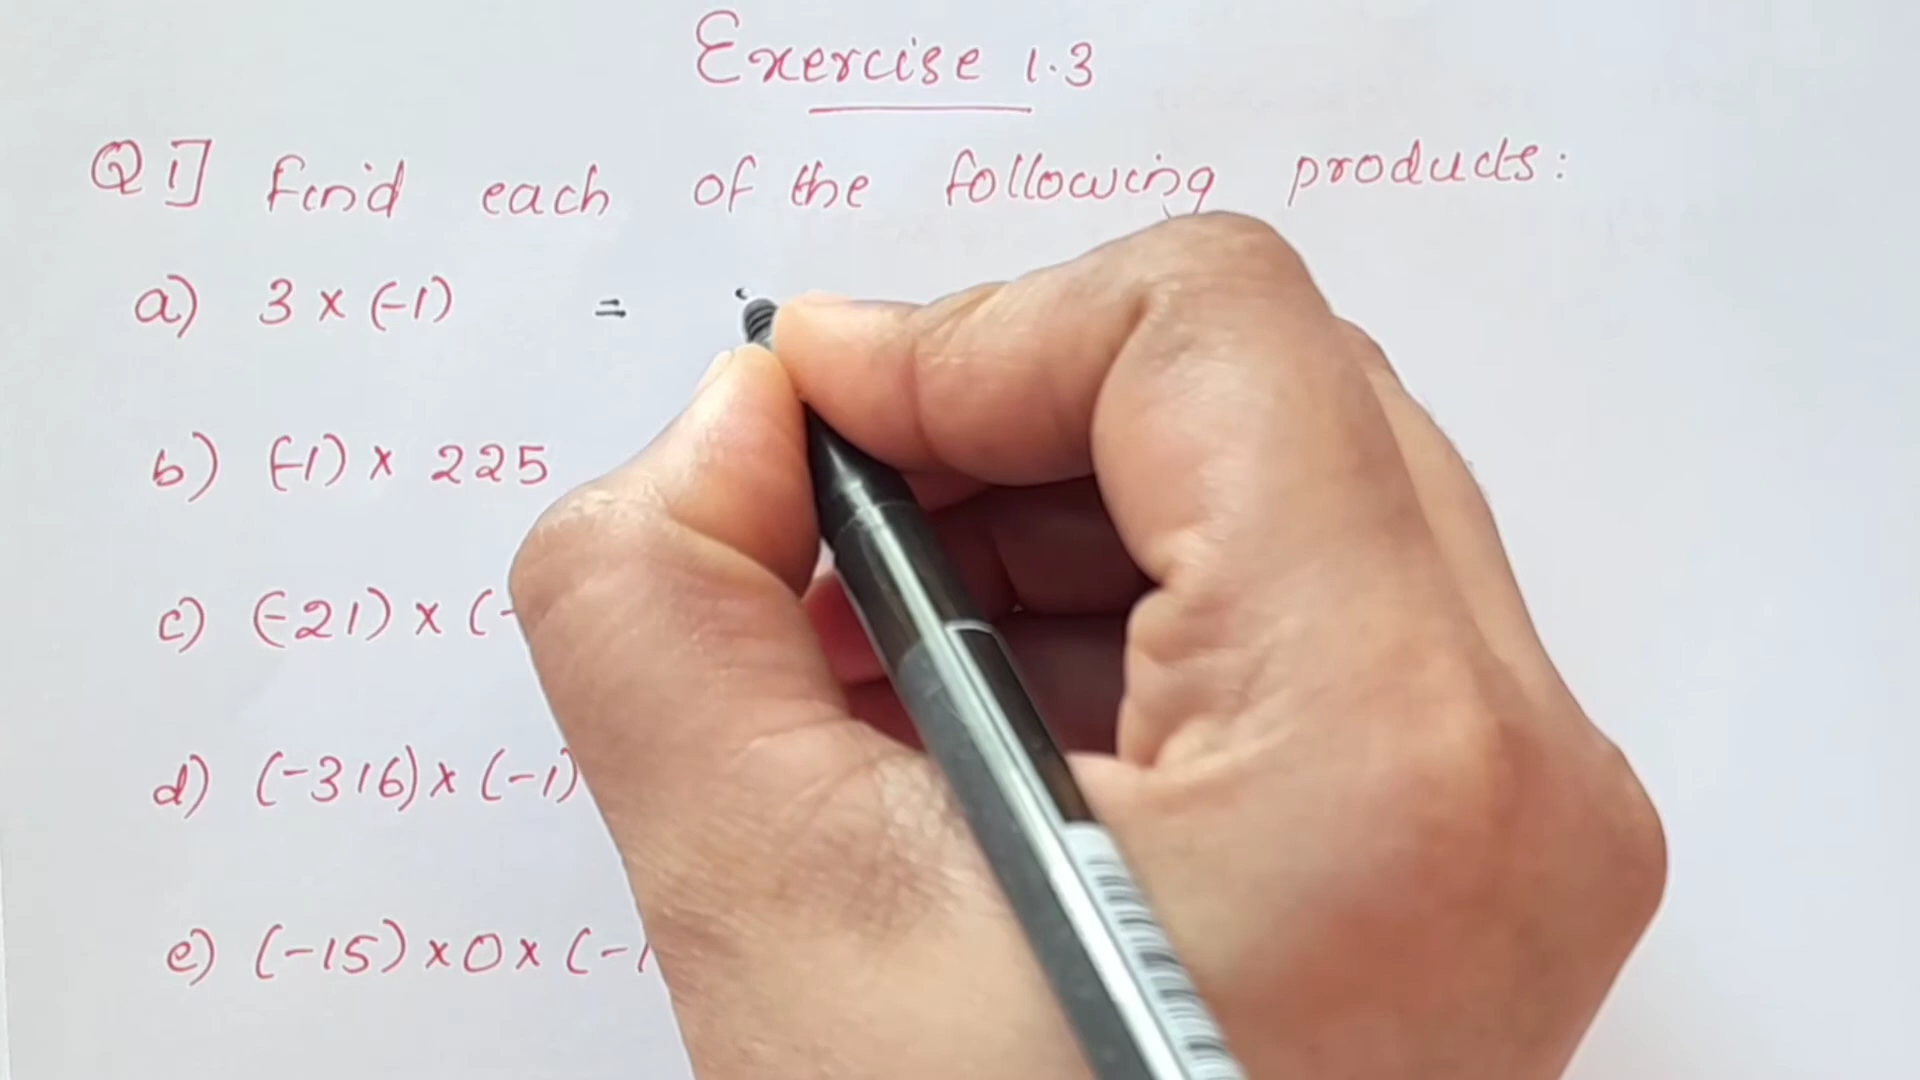 Exercise 1.3
Q1] Find each of the following products:
a) 3 × (-1) =
b) (-1) × 225
c) (-21) × (-
d) (-316) × (-1)
e) (-15) × 0 × (-1